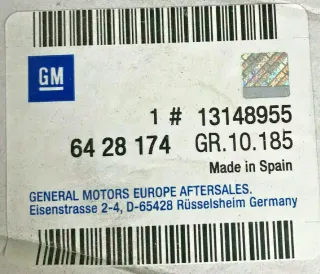 GM
1 # 13148955
64 28 174 GR.10.185
Made in Spain
GENERAL MOTORS EUROPE AFTERSALES.
Eisenstrasse 2-4, D-65428 Rüsselsheim Germany